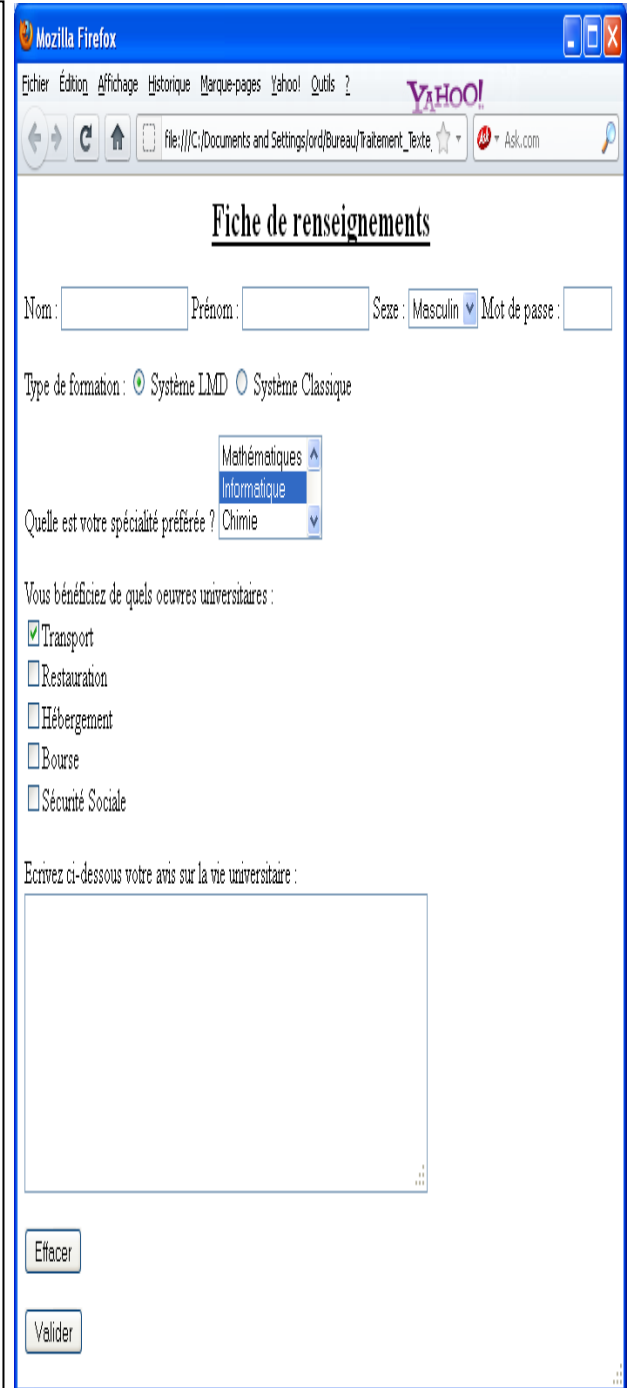 Mozilla Firefox
Fichier Édition Affichage Historique Marque-pages Yahoo! Outils ?
YAHOO!
file:///C:/Documents and Settings/ord/Bureau/Traitement_Texte_
Ask.com
Fiche de renseignements
Nom : Prénom : Sexe : Masculin Mot de passe :
Type de formation : Système LMD Système Classique
Mathématiques
Informatique
Quelle est votre spécialité préférée ? Chimie
Vous bénéficiez de quels oeuvres universitaires :
Transport
Restauration
Hébergement
Bourse
Sécurité Sociale
Ecrivez ci-dessous votre avis sur la vie universitaire :
Effacer
Valider